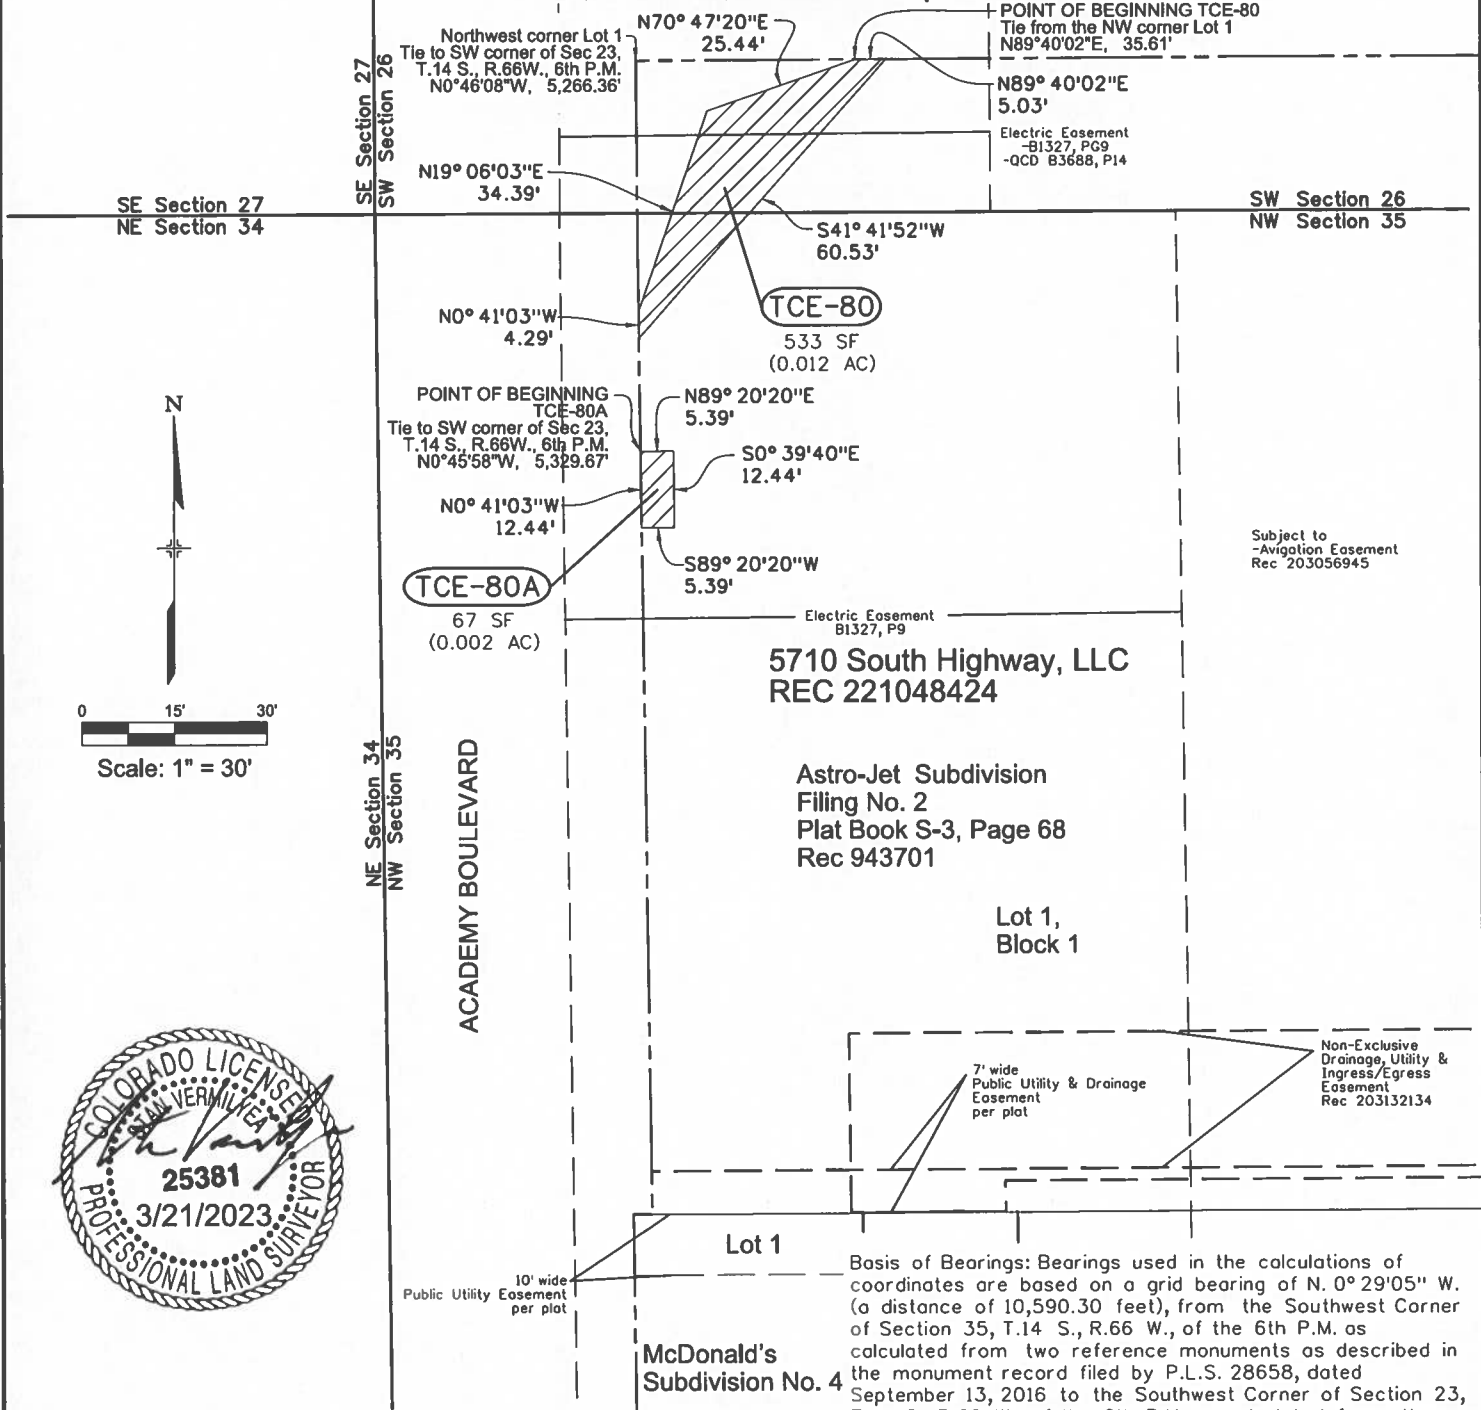 N70° 47'20"E
25.44'
POINT OF BEGINNING TCE-80
Tie from the NW corner Lot 1
N89°40'02"E, 35.61'
Northwest corner Lot 1
Tie to SW corner of Sec 23,
T.14 S., R.66W., 6th P.M.
N0°46'08"W, 5,266.36'
SE Section 27
SW Section 26
N89° 40'02"E
5.03'
Electric Easement
-B1327, PG9
-QCD B3688, P14
N19° 06'03"E
34.39'
SE Section 27
NE Section 34
SW Section 26
NW Section 35
S41° 41'52"W
60.53'
TCE-80
533 SF
(0.012 AC)
N0° 41'03"W
4.29'
POINT OF BEGINNING
TCE-80A
Tie to SW corner of Sec 23,
T.14 S., R.66W., 6th P.M.
N0°45'58"W, 5,329.67'
N89° 20'20"E
5.39'
S0° 39'40"E
12.44'
N0° 41'03"W
12.44'
S89° 20'20"W
5.39'
TCE-80A
67 SF
(0.002 AC)
N
0 15' 30'
Scale: 1" = 30'
Subject to
-Avigation Easement
Rec 203056945
Electric Easement
B1327, P9
5710 South Highway, LLC
REC 221048424
NE Section 34
NW Section 35
ACADEMY BOULEVARD
Astro-Jet Subdivision
Filing No. 2
Plat Book S-3, Page 68
Rec 943701
Lot 1,
Block 1
7' wide
Public Utility & Drainage
Easement
per plat
Non-Exclusive
Drainage, Utility &
Ingress/Egress
Easement
Rec 203132134
COLORADO LICENSED
STAN VERMILYEA
25381
3/21/2023
PROFESSIONAL LAND SURVEYOR
Lot 1
10' wide
Public Utility Easement
per plat
McDonald's
Subdivision No. 4
Basis of Bearings: Bearings used in the calculations of
coordinates are based on a grid bearing of N. 0° 29'05" W.
(a distance of 10,590.30 feet), from the Southwest Corner
of Section 35, T.14 S., R.66 W., of the 6th P.M. as
calculated from two reference monuments as described in
the monument record filed by P.L.S. 28658, dated
September 13, 2016 to the Southwest Corner of Section 23,